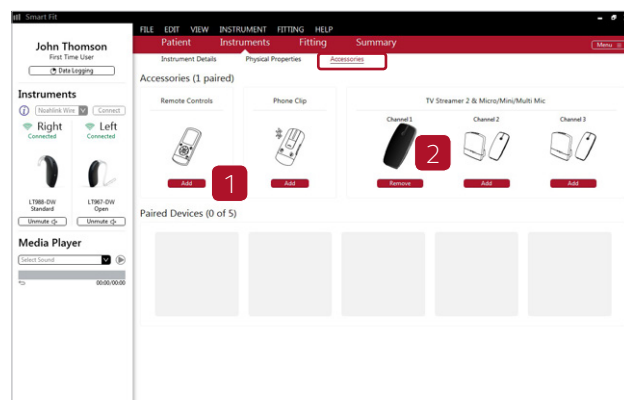 Smart Fit
FILE EDIT VIEW INSTRUMENT FITTING HELP
Patient Instruments Fitting Summary
Menu
Instrument Details Physical Properties Accessories
John Thomson
First Time User
Data Logging
Instruments
Noahlink Wire Connect
Right Left
Connected Connected
LT988-DW LT967-DW
Standard Open
Unmute Unmute
Media Player
Select Sound
00:00/00:00
Accessories (1 paired)
Remote Controls
Add
1
Phone Clip
Add
TV Streamer 2 & Micro/Mini/Multi Mic
Channel 1 Channel 2 Channel 3
2
Remove Add Add
Paired Devices (0 of 5)